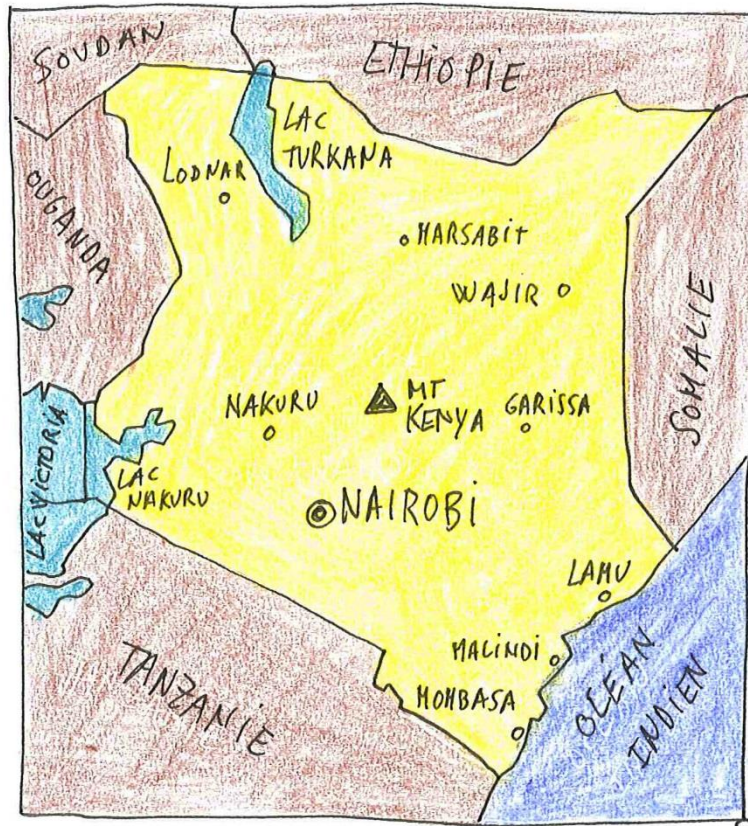 SOUDAN
ETHIOPIE
LAC
TURKANA
LODNAR
OUGANDA
MARSABIT
WAJIR
SOMALIE
NAKURU
MT
KENYA
GARISSA
LAC VICTORIA
LAC
NAKURU
NAIROBI
LAMU
MALINDI
MOMBASA
TANZANIE
OCÉAN
INDIEN